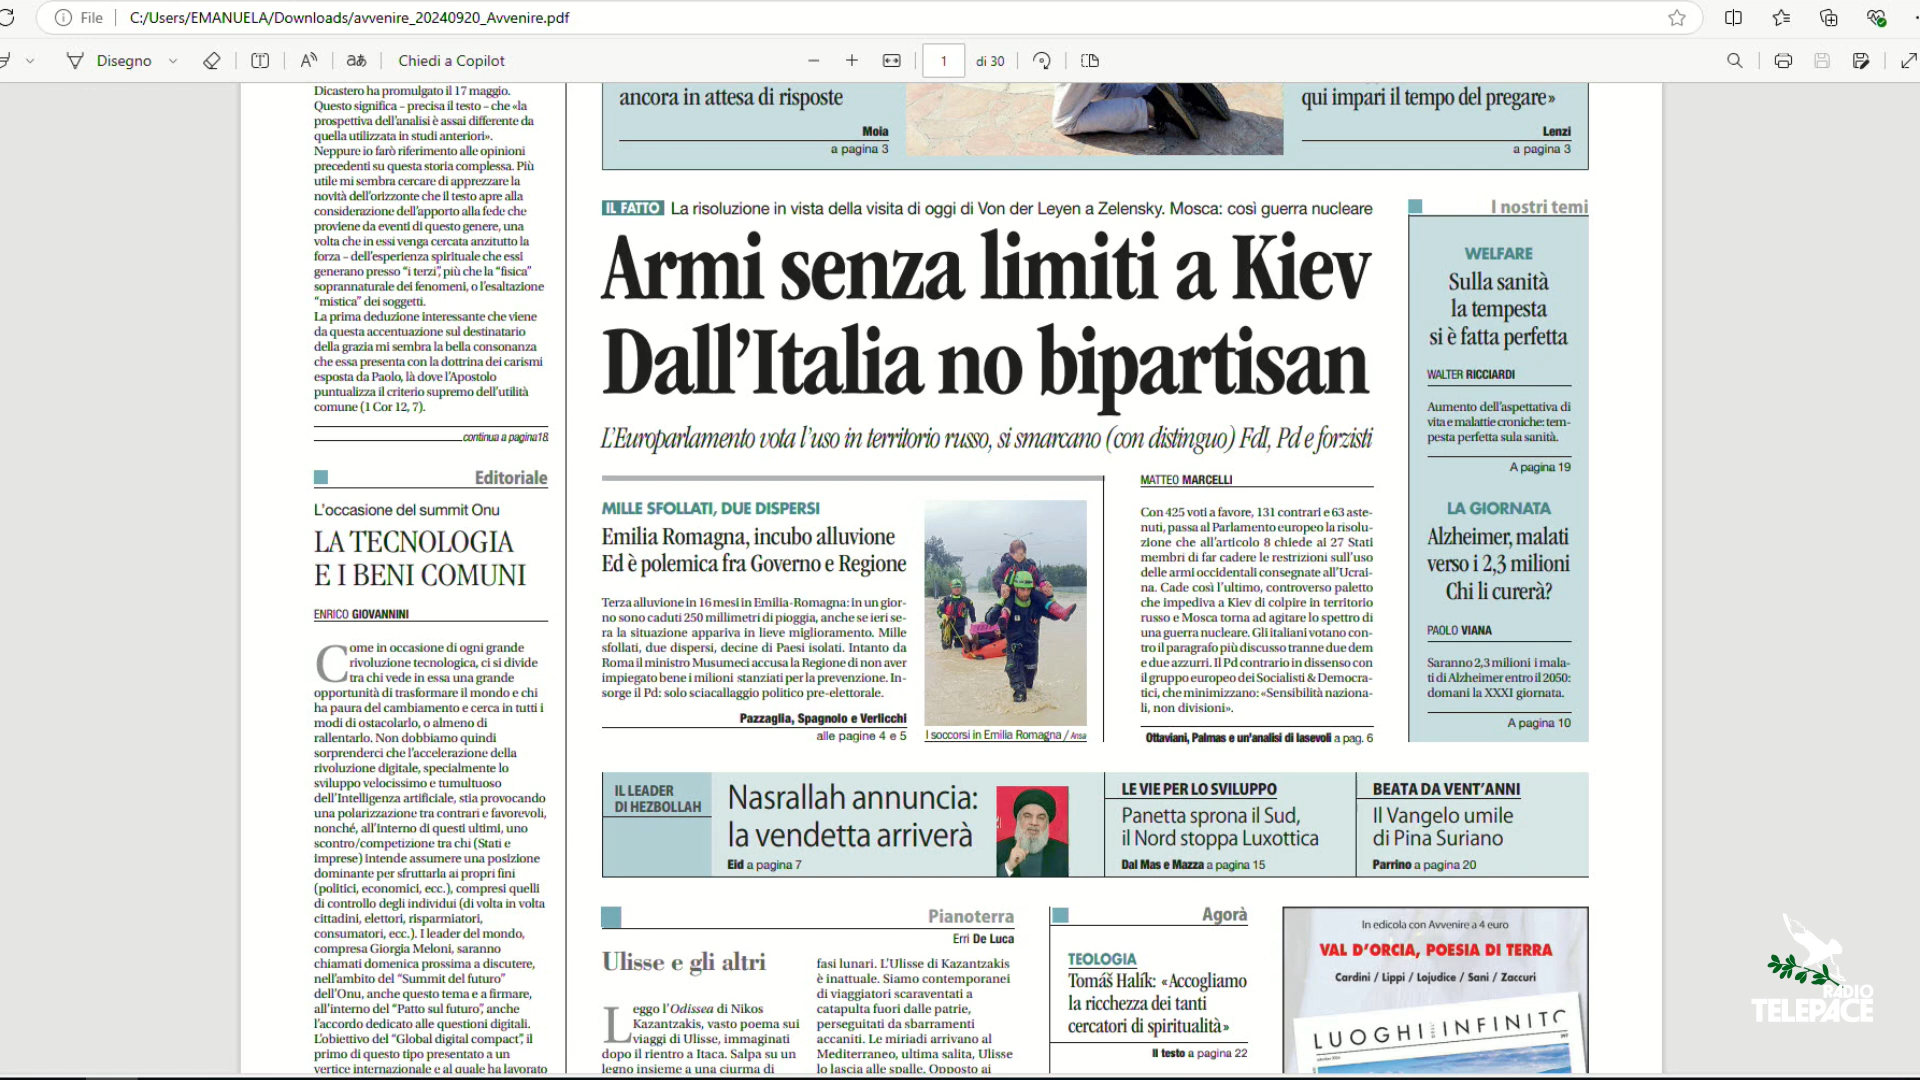 File
C:/Users/EMANUELA/Downloads/avvenire_20240920_Avvenire.pdf
Disegno
Chiedi a Copilot
1
di 30
Dicastero ha promulgato il 17 maggio.
Questo significa – precisa il testo – che «la
prospettiva dell'analisi è assai differente da
quella utilizzata in studi anteriori».
Neppure io farò riferimento alle opinioni
precedenti su questa storia complessa. Più
utile mi sembra cercare di apprezzare la
novità dell'orizzonte che il testo apre alla
considerazione dell'apporto alla fede che
proviene da eventi di questo genere, una
volta che in essi venga cercata anzitutto la
forza – dell'esperienza spirituale che essi
generano presso “i terzi”, più che la “fisica”
soprannaturale dei fenomeni, o l'esaltazione
“mistica” dei soggetti.
La prima deduzione interessante che viene
da questa accentuazione sul destinatario
della grazia mi sembra la bella consonanza
che essa presenta con la dottrina dei carismi
esposta da Paolo, là dove l'Apostolo
puntualizza il criterio supremo dell'utilità
comune (1 Cor 12, 7).
continua a pagina18
Editoriale
L'occasione del summit Onu
LA TECNOLOGIA
E I BENI COMUNI
ENRICO GIOVANNINI
Come in occasione di ogni grande
rivoluzione tecnologica, ci si divide
tra chi vede in essa una grande
opportunità di trasformare il mondo e chi
ha paura del cambiamento e cerca in tutti i
modi di ostacolarlo, o almeno di
rallentarlo. Non dobbiamo quindi
sorprenderci che l'accelerazione della
rivoluzione digitale, specialmente lo
sviluppo velocissimo e tumultuoso
dell'Intelligenza artificiale, stia provocando
una polarizzazione tra contrari e favorevoli,
nonché, all'interno di questi ultimi, uno
scontro/competizione tra chi (Stati e
imprese) intende assumere una posizione
dominante per sfruttarla ai propri fini
(politici, economici, ecc.), compresi quelli
di controllo degli individui (di volta in volta
cittadini, elettori, risparmiatori,
consumatori, ecc.). I leader del mondo,
compresa Giorgia Meloni, saranno
chiamati domenica prossima a discutere,
nell'ambito del “Summit del futuro”
dell'Onu, anche questo tema e a firmare,
all'interno del “Patto sul futuro”, anche
l'accordo dedicato alle questioni digitali.
L'obiettivo del “Global digital compact”, il
primo di questo tipo presentato a un
vertice internazionale e al quale ha lavorato
ancora in attesa di risposte
Moia
a pagina 3
qui impari il tempo del pregare»
Lenzi
a pagina 3
IL FATTO La risoluzione in vista della visita di oggi di Von der Leyen a Zelensky. Mosca: così guerra nucleare
Armi senza limiti a Kiev
Dall'Italia no bipartisan
L'Europarlamento vota l'uso in territorio russo, si smarcano (con distinguo) FdI, Pd e forzisti
MILLE SFOLLATI, DUE DISPERSI
Emilia Romagna, incubo alluvione
Ed è polemica fra Governo e Regione
Terza alluvione in 16 mesi in Emilia-Romagna: in un gior-
no sono caduti 250 millimetri di pioggia, anche se ieri se-
ra la situazione appariva in lieve miglioramento. Mille
sfollati, due dispersi, decine di Paesi isolati. Intanto da
Roma il ministro Musumeci accusa la Regione di non aver
impiegato bene i milioni stanziati per la prevenzione. In-
sorge il Pd: solo sciacallaggio politico pre-elettorale.
Pazzaglia, Spagnolo e Verlicchi
alle pagine 4 e 5
I soccorsi in Emilia Romagna / Ansa
MATTEO MARCELLI
Con 425 voti a favore, 131 contrari e 63 aste-
nuti, passa al Parlamento europeo la risolu-
zione che all'articolo 8 chiede ai 27 Stati
membri di far cadere le restrizioni sull'uso
delle armi occidentali consegnate all'Ucrai-
na. Cade così l'ultimo, controverso paletto
che impediva a Kiev di colpire in territorio
russo e Mosca torna ad agitare lo spettro di
una guerra nucleare. Gli italiani votano con-
tro il paragrafo più discusso tranne due dem
e due azzurri. Il Pd contrario in dissenso con
il gruppo europeo dei Socialisti & Democra-
tici, che minimizzano: «Sensibilità naziona-
li, non divisioni».
Ottaviani, Palmas e un'analisi di Iasevoli a pag. 6
I nostri temi
WELFARE
Sulla sanità
la tempesta
si è fatta perfetta
WALTER RICCIARDI
Aumento dell'aspettativa di
vita e malattie croniche: tem-
pesta perfetta sula sanità.
A pagina 19
LA GIORNATA
Alzheimer, malati
verso i 2,3 milioni
Chi li curerà?
PAOLO VIANA
Saranno 2,3 milioni i mala-
ti di Alzheimer entro il 2050:
domani la XXXI giornata.
A pagina 10
IL LEADER
DI HEZBOLLAH
Nasrallah annuncia:
la vendetta arriverà
Eid a pagina 7
LE VIE PER LO SVILUPPO
Panetta sprona il Sud,
il Nord stoppa Luxottica
Dal Mas e Mazza a pagina 15
BEATA DA VENT'ANNI
Il Vangelo umile
di Pina Suriano
Parrino a pagina 20
Pianoterra
Erri De Luca
Ulisse e gli altri
Leggo l'Odissea di Nikos
Kazantzakis, vasto poema sui
viaggi di Ulisse, immaginati
dopo il rientro a Itaca. Salpa su un
legno insieme a una ciurma di
fasi lunari. L'Ulisse di Kazantzakis
è inattuale. Siamo contemporanei
di viaggiatori scaraventati a
catapulta fuori dalle patrie,
perseguitati da sbarramenti
accaniti. Le miriadi arrivano al
Mediterraneo, ultima salita, Ulisse
lo lascia alle spalle. Opposto ai
Agorà
TEOLOGIA
Tomáš Halík: «Accogliamo
la ricchezza dei tanti
cercatori di spiritualità»
Il testo a pagina 22
In edicola con Avvenire a 4 euro
VAL D'ORCIA, POESIA DI TERRA
Cardini / Lippi / Lojudice / Sani / Zaccuri
LUOGHI INFINITO
RADIO
TELEPACE